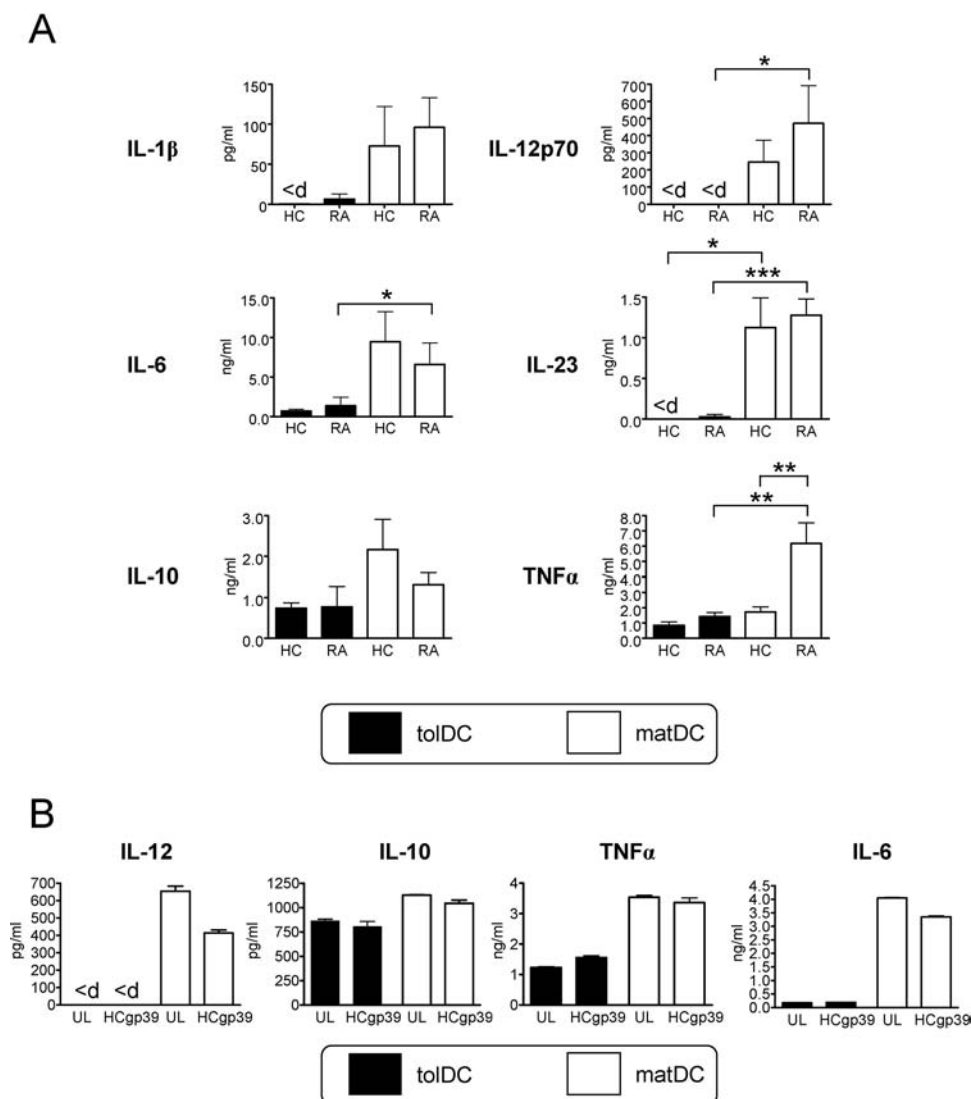 A
IL-1β
pg/ml
150
100
50
0
<d
HC RA HC RA
IL-12p70
pg/ml
700
600
500
400
300
200
100
0
*
<d <d
HC RA HC RA
IL-6
ng/ml
15.0
10.0
5.0
0.0
*
HC RA HC RA
IL-23
ng/ml
1.5
1.0
0.5
0.0
*
***
<d
HC RA HC RA
IL-10
ng/ml
3.0
2.0
1.0
0.0
HC RA HC RA
TNFα
ng/ml
8.0
7.0
6.0
5.0
4.0
3.0
2.0
1.0
0.0
**
**
HC RA HC RA
tolDC matDC
B
IL-12
pg/ml
700
600
500
400
300
200
100
0
<d <d
UL HCgp39 UL HCgp39
IL-10
pg/ml
1250
1000
750
500
250
0
UL HCgp39 UL HCgp39
TNFα
ng/ml
4
3
2
1
0
UL HCgp39 UL HCgp39
IL-6
ng/ml
4.5
4.0
3.5
3.0
2.5
2.0
1.5
1.0
0.5
0.0
UL HCgp39 UL HCgp39
tolDC matDC